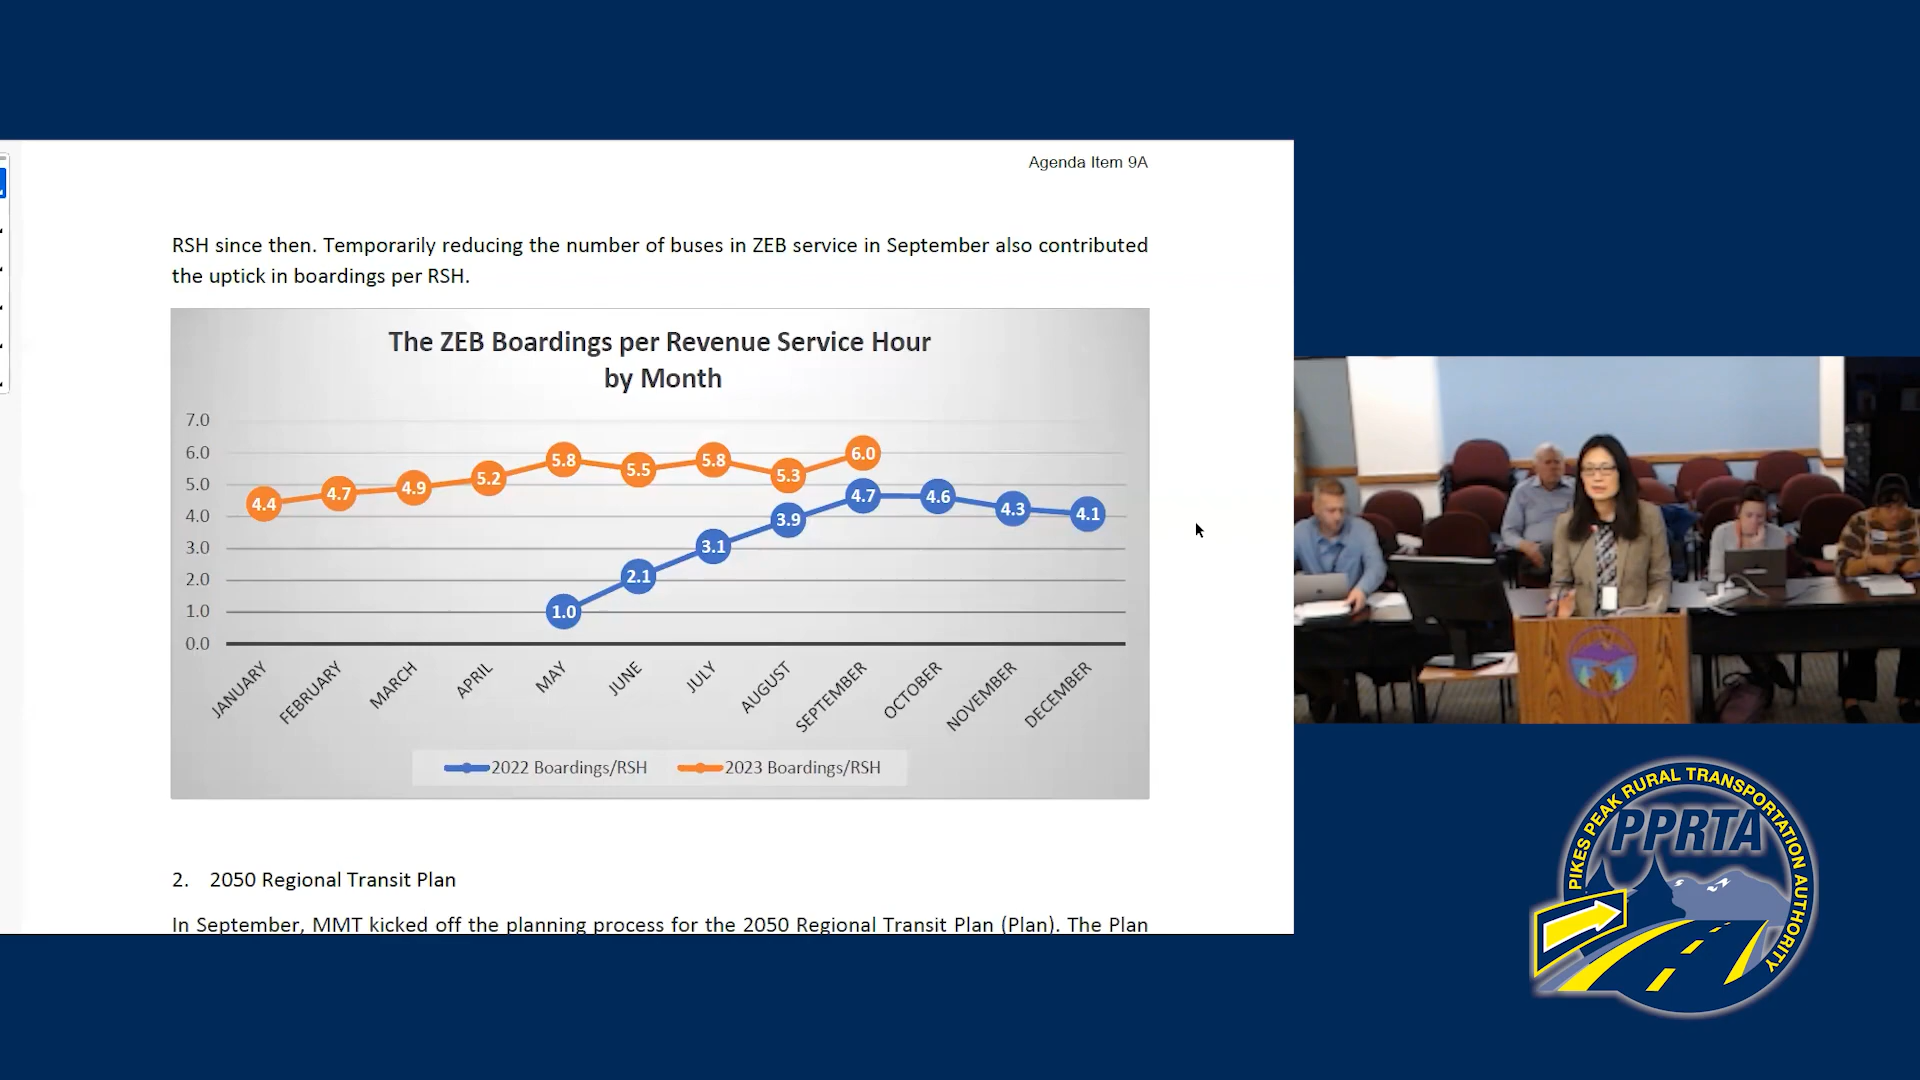 Agenda Item 9A
RSH since then. Temporarily reducing the number of buses in ZEB service in September also contributed
the uptick in boardings per RSH.
The ZEB Boardings per Revenue Service Hour
by Month
7.0
6.0
5.0
4.0
3.0
2.0
1.0
0.0
4.4
4.7
4.9
5.2
5.8
5.5
5.8
5.3
6.0
1.0
2.1
3.1
3.9
4.7
4.6
4.3
4.1
JANUARY
FEBRUARY
MARCH
APRIL
MAY
JUNE
JULY
AUGUST
SEPTEMBER
OCTOBER
NOVEMBER
DECEMBER
2022 Boardings/RSH
2023 Boardings/RSH
2. 2050 Regional Transit Plan
In September, MMT kicked off the planning process for the 2050 Regional Transit Plan (Plan). The Plan
PIKES PEAK RURAL TRANSPORTATION AUTHORITY
PPRTA